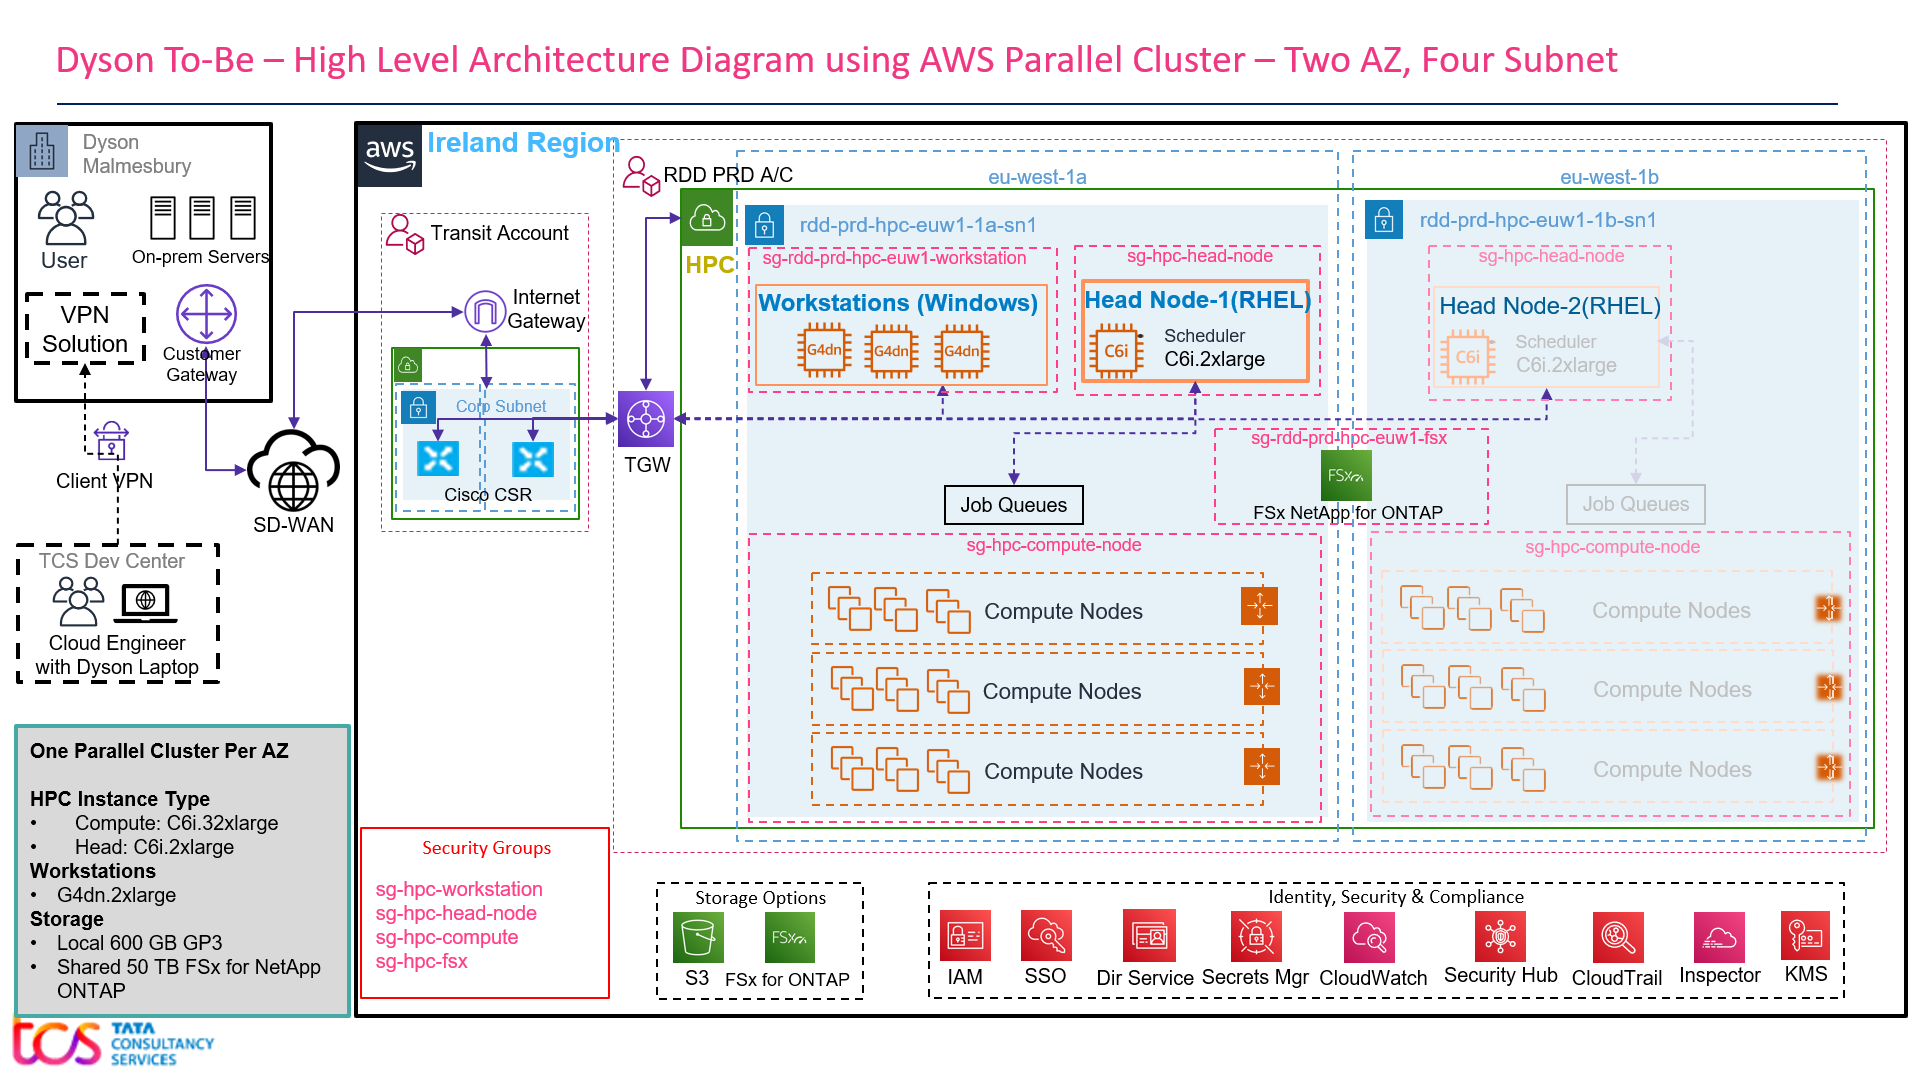 Dyson To-Be – High Level Architecture Diagram using AWS Parallel Cluster – Two AZ, Four Subnet
Dyson
Malmesbury
User
On-prem Servers
VPN
Solution
Customer
Gateway
Client VPN
SD-WAN
TCS Dev Center
Cloud Engineer
with Dyson Laptop
One Parallel Cluster Per AZ
HPC Instance Type
• Compute: C6i.32xlarge
• Head: C6i.2xlarge
Workstations
• G4dn.2xlarge
Storage
• Local 600 GB GP3
• Shared 50 TB FSx for NetApp
ONTAP
tcs TATA
CONSULTANCY
SERVICES
aws
Ireland Region
Transit Account
Internet
Gateway
Corp Subnet
Cisco CSR
TGW
RDD PRD A/C
HPC
eu-west-1a
rdd-prd-hpc-euw1-1a-sn1
sg-rdd-prd-hpc-euw1-workstation
Workstations (Windows)
G4dn
G4dn
G4dn
sg-hpc-head-node
Head Node-1(RHEL)
C6i
Scheduler
C6i.2xlarge
Job Queues
sg-rdd-prd-hpc-euw1-fsx
FSx
FSx NetApp for ONTAP
sg-hpc-compute-node
Compute Nodes
Compute Nodes
Compute Nodes
eu-west-1b
rdd-prd-hpc-euw1-1b-sn1
sg-hpc-head-node
Head Node-2(RHEL)
C6i
Scheduler
C6i.2xlarge
Job Queues
sg-hpc-compute-node
Compute Nodes
Compute Nodes
Compute Nodes
Security Groups
sg-hpc-workstation
sg-hpc-head-node
sg-hpc-compute
sg-hpc-fsx
Storage Options
S3
FSx
FSx for ONTAP
Identity, Security & Compliance
IAM
SSO
Dir Service
Secrets Mgr
CloudWatch
Security Hub
CloudTrail
Inspector
KMS